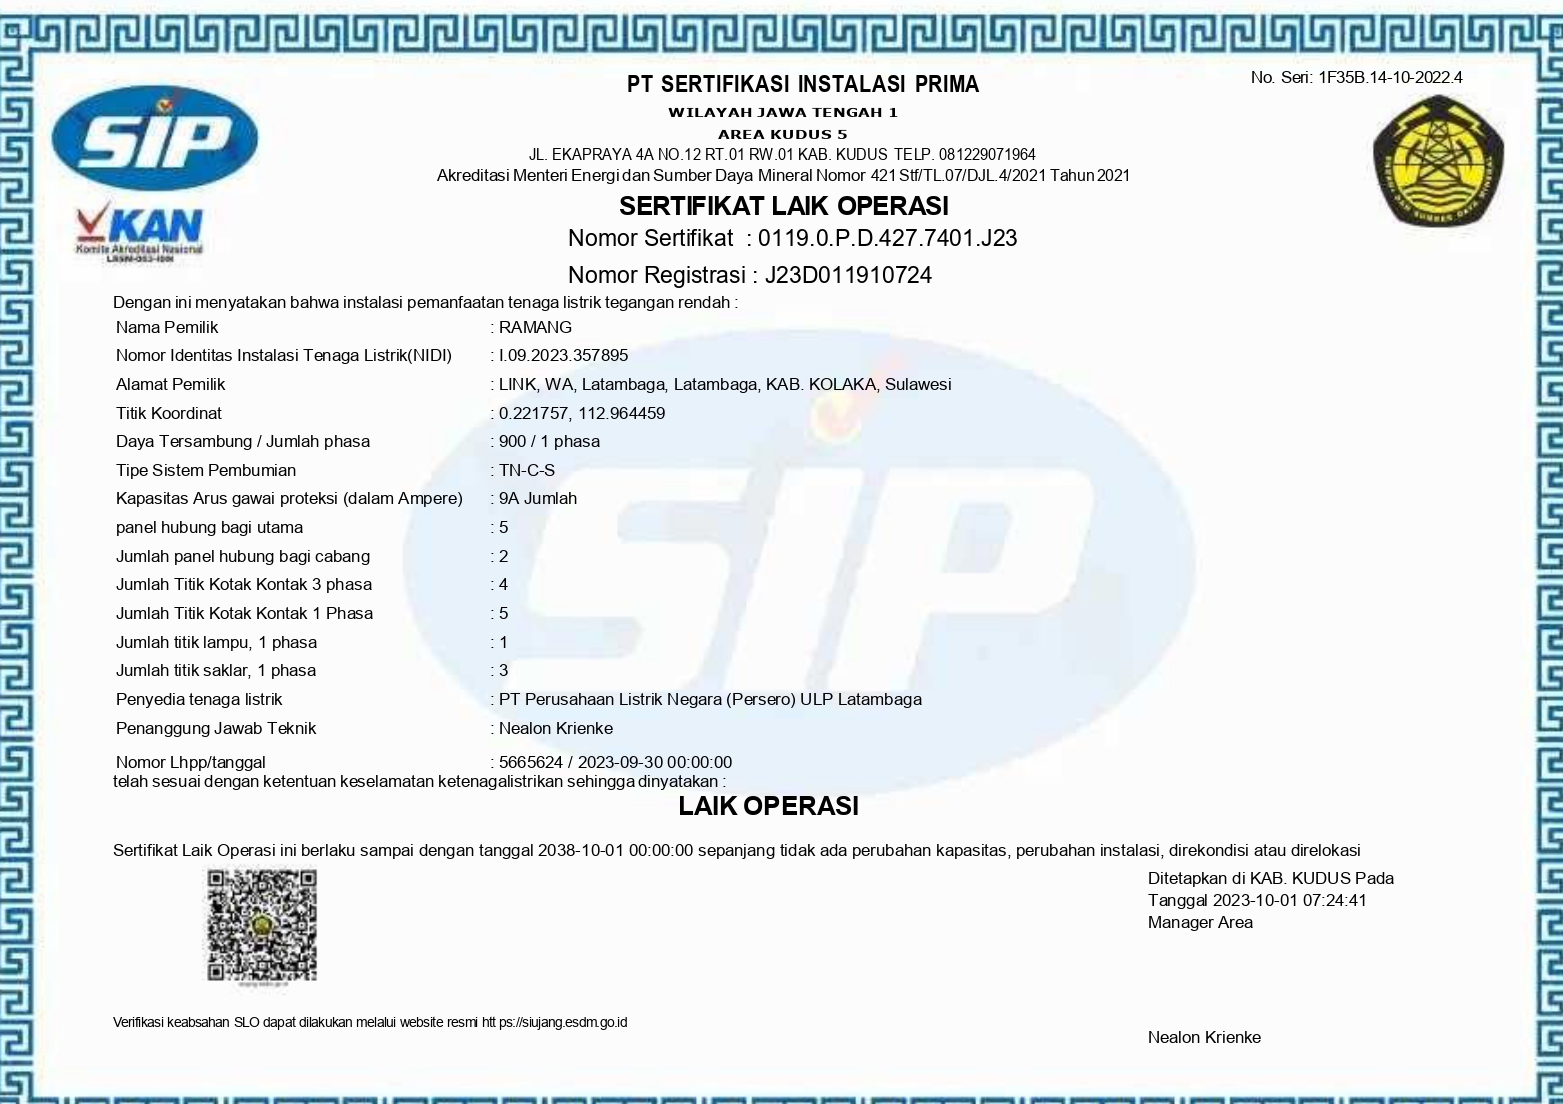 PT SERTIFIKASI INSTALASI PRIMA
No. Seri: 1F35B.14-10-2022.4
WILAYAH JAWA TENGAH 1
AREA KUDUS 5
JL. EKAPRAYA 4A NO.12 RT.01 RW.01 KAB. KUDUS TELP. 081229071964
Akreditasi Menteri Energi dan Sumber Daya Mineral Nomor 421 Stf/TL.07/DJL.4/2021 Tahun 2021
SIP
KAN
Komite Akreditasi Nasional
SERTIFIKAT LAIK OPERASI
Nomor Sertifikat : 0119.0.P.D.427.7401.J23
Nomor Registrasi : J23D011910724
Dengan ini menyatakan bahwa instalasi pemanfaatan tenaga listrik tegangan rendah :
Nama Pemilik : RAMANG
Nomor Identitas Instalasi Tenaga Listrik(NIDI) : I.09.2023.357895
Alamat Pemilik : LINK, WA, Latambaga, Latambaga, KAB. KOLAKA, Sulawesi
Titik Koordinat : 0.221757, 112.964459
Daya Tersambung / Jumlah phasa : 900 / 1 phasa
Tipe Sistem Pembumian : TN-C-S
Kapasitas Arus gawai proteksi (dalam Ampere) : 9A Jumlah
panel hubung bagi utama : 5
Jumlah panel hubung bagi cabang : 2
Jumlah Titik Kotak Kontak 3 phasa : 4
Jumlah Titik Kotak Kontak 1 Phasa : 5
Jumlah titik lampu, 1 phasa : 1
Jumlah titik saklar, 1 phasa : 3
Penyedia tenaga listrik : PT Perusahaan Listrik Negara (Persero) ULP Latambaga
Penanggung Jawab Teknik : Nealon Krienke
Nomor Lhpp/tanggal : 5665624 / 2023-09-30 00:00:00
SIP
telah sesuai dengan ketentuan keselamatan ketenagalistrikan sehingga dinyatakan :
LAIK OPERASI
Sertifikat Laik Operasi ini berlaku sampai dengan tanggal 2038-10-01 00:00:00 sepanjang tidak ada perubahan kapasitas, perubahan instalasi, direkondisi atau direlokasi
Ditetapkan di KAB. KUDUS Pada
Tanggal 2023-10-01 07:24:41
Manager Area
Verifikasi keabsahan SLO dapat dilakukan melalui website resmi htt ps://siujang.esdm.go.id
Nealon Krienke